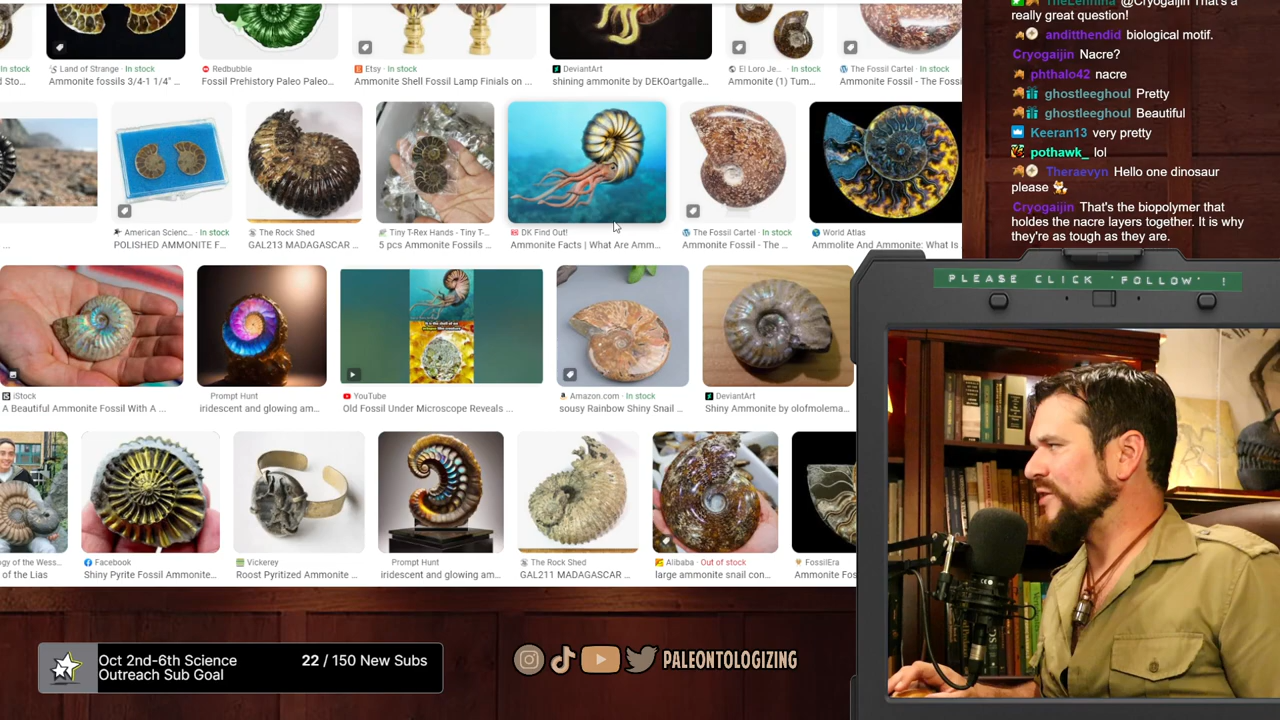 Land of Strange · In stock
Ammonite fossils 3/4-1 1/4" ...
Redbubble
Fossil Prehistory Paleo Paleo...
Etsy · In stock
Ammonite Shell Fossil Lamp Finials on ...
DeviantArt
shining ammonite by DEKOartgalle...
El Loro Je... · In stock
Ammonite (1) Tum...
The Fossil Cartel · In stock
Ammonite Fossil - The Fossi
in stock
American Scienc... · In stock
POLISHED AMMONITE F...
The Rock Shed
GAL213 MADAGASCAR ...
Tiny T-Rex Hands - Tiny T-...
5 pcs Ammonite Fossils ...
DK Find Out!
Ammonite Facts | What Are Amm...
The Fossil Cartel · In stock
Ammonite Fossil - The ...
World Atlas
Ammolite And Ammonite: What Is
iStock
A Beautiful Ammonite Fossil With A ...
Prompt Hunt
iridescent and glowing am...
YouTube
Old Fossil Under Microscope Reveals ...
Amazon.com · In stock
sousy Rainbow Shiny Snail ...
DeviantArt
Shiny Ammonite by olofmolema...
ogy of the Wess...
of the Lias
Facebook
Shiny Pyrite Fossil Ammonite...
Vickerey
Roost Pyritized Ammonite ...
Prompt Hunt
iridescent and glowing am...
The Rock Shed
GAL211 MADAGASCAR ...
Alibaba · Out of stock
large ammonite snail con...
FossilEra
Ammonite Fos
TheLennina @Cryogaijin That's a
really great question!
anditthendid biological motif.
Cryogaijin Nacre?
phthalo42 nacre
ghostleeghoul Pretty
ghostleeghoul Beautiful
Keeran13 very pretty
pothawk_ lol
Theraevyn Hello one dinosaur
please
Cryogaijin That's the biopolymer that
holdes the nacre layers together. It is why
they're as tough as they are.
PLEASE CLICK 'FOLLOW' !
Oct 2nd-6th Science
Outreach Sub Goal
22 / 150 New Subs
PALEONTOLOGIZING